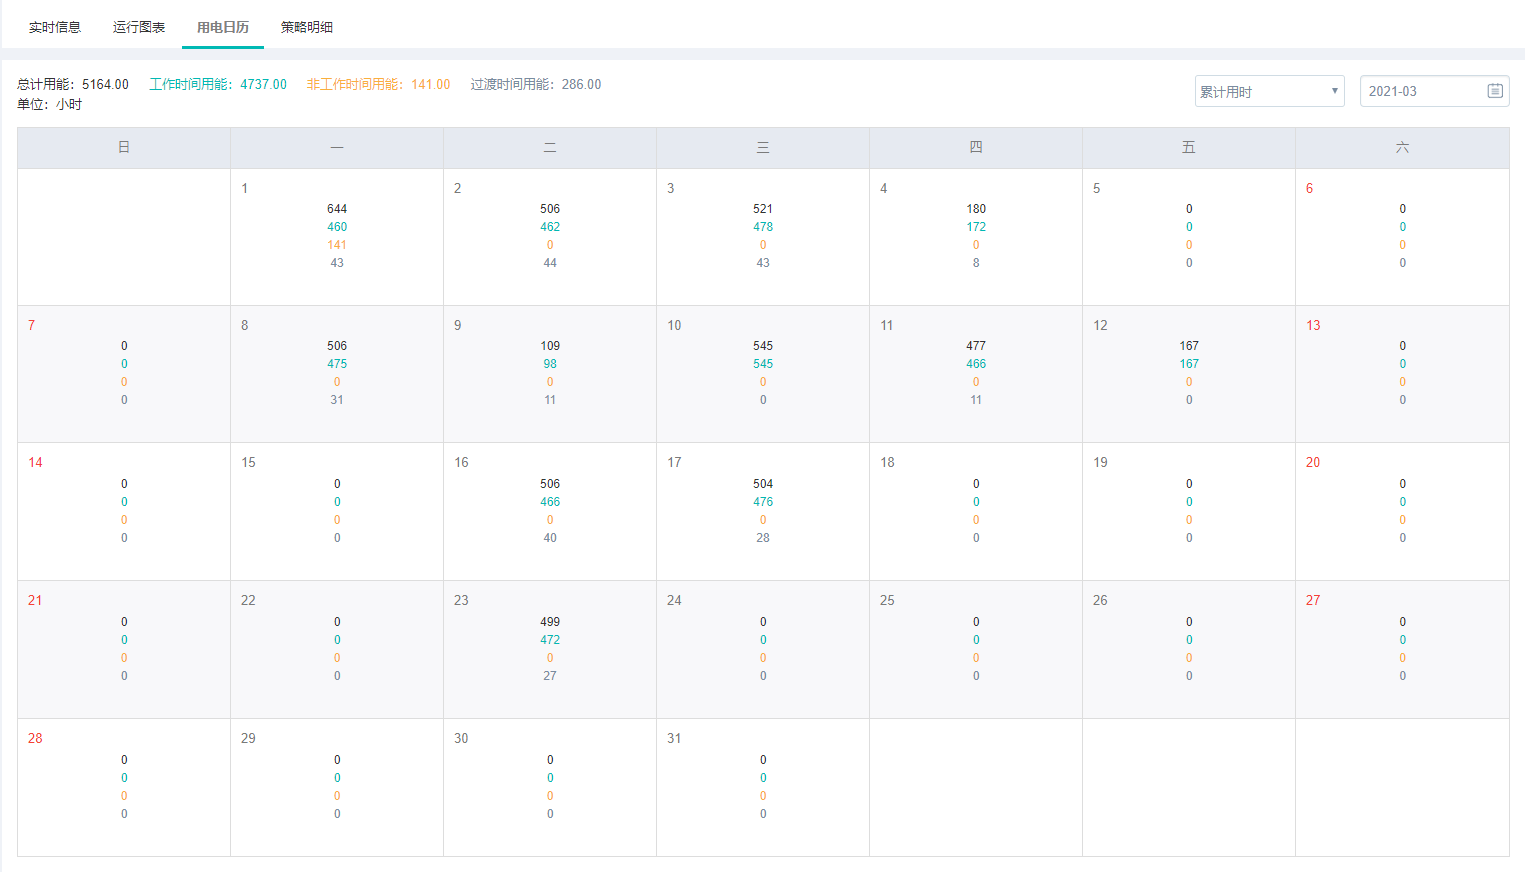 实时信息 运行图表 用电日历 策略明细
总计用能：5164.00 工作时间用能：4737.00 非工作时间用能：141.00 过渡时间用能：286.00
单位：小时
累计用时 2021-03
日 一 二 三 四 五 六
1 2 3 4 5 6
644 506 521 180 0 0
460 462 478 172 0 0
141 0 0 0 0 0
43 44 43 8 0 0
7 8 9 10 11 12 13
0 506 109 545 477 167 0
0 475 98 545 466 167 0
0 0 0 0 0 0 0
0 31 11 0 11 0 0
14 15 16 17 18 19 20
0 0 506 504 0 0 0
0 0 466 476 0 0 0
0 0 0 0 0 0 0
0 0 40 28 0 0 0
21 22 23 24 25 26 27
0 0 499 0 0 0 0
0 0 472 0 0 0 0
0 0 0 0 0 0 0
0 0 27 0 0 0 0
28 29 30 31
0 0 0 0
0 0 0 0
0 0 0 0
0 0 0 0